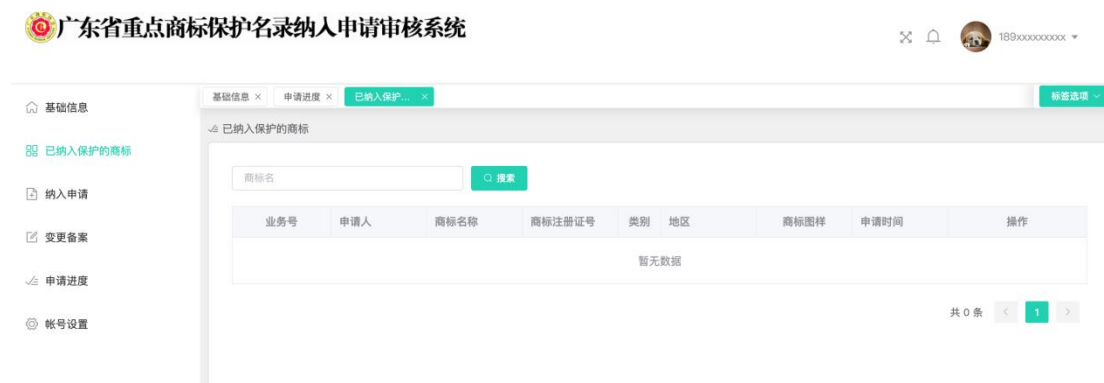 广东省重点商标保护名录纳入申请审核系统
189xxxxxxxxx
基础信息 × 申请进度 × 已纳入保护... × 标签选项
基础信息
已纳入保护的商标
已纳入保护的商标
商标名 搜索
纳入申请
业务号 申请人 商标名称 商标注册证号 类别 地区 商标图样 申请时间 操作
变更备案
暂无数据
申请进度
共 0 条 < 1 >
帐号设置